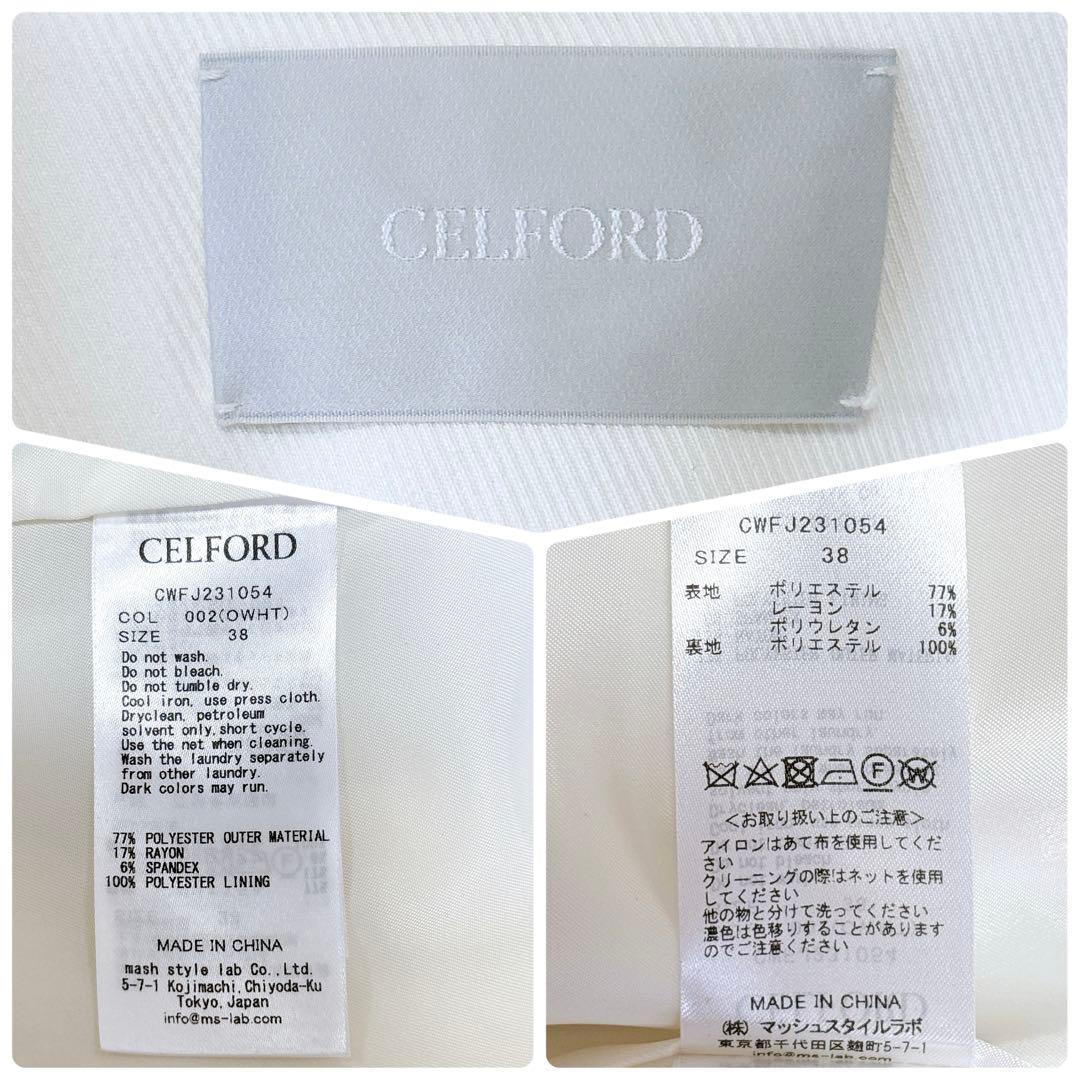 CELFORD
CELFORD
CWFJ231054
COL 002(OWHT)
SIZE 38
Do not wash.
Do not bleach.
Do not tumble dry.
Cool iron, use press cloth.
Dryclean, petroleum
solvent only,short cycle.
Use the net when cleaning.
Wash the laundry separately
from other laundry.
Dark colors may run.
77% POLYESTER OUTER MATERIAL
17% RAYON
6% SPANDEX
100% POLYESTER LINING
MADE IN CHINA
mash style lab Co.,Ltd.
5-7-1 Kojimachi,Chiyoda-Ku
Tokyo,Japan
info@ms-lab.com
CWFJ231054
SIZE 38
表地 ポリエステル 77%
レーヨン 17%
ポリウレタン 6%
裏地 ポリエステル 100%
<お取り扱い上のご注意>
アイロンはあて布を使用してくだ
さい
クリーニングの際はネットを使用
してください
他の物と分けて洗ってください
濃色は色移りすることがあります
のでご注意ください
MADE IN CHINA
(株) マッシュスタイルラボ
東京都千代田区麹町5-7-1
info@ms-lab.com